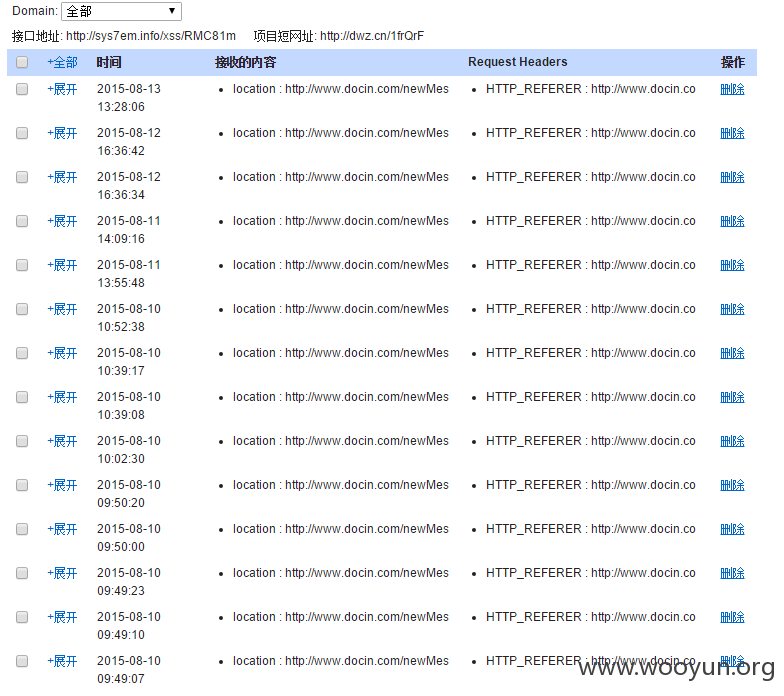 Domain: 全部
接口地址: http://sys7em.info/xss/RMC81m 项目短网址: http://dwz.cn/1frQrF
+全部 时间 接收的内容 Request Headers 操作
+展开 2015-08-13 location : http://www.docin.com/newMes HTTP_REFERER : http://www.docin.co 删除
13:28:06
+展开 2015-08-12 location : http://www.docin.com/newMes HTTP_REFERER : http://www.docin.co 删除
16:36:42
+展开 2015-08-12 location : http://www.docin.com/newMes HTTP_REFERER : http://www.docin.co 删除
16:36:34
+展开 2015-08-11 location : http://www.docin.com/newMes HTTP_REFERER : http://www.docin.co 删除
14:09:16
+展开 2015-08-11 location : http://www.docin.com/newMes HTTP_REFERER : http://www.docin.co 删除
13:55:48
+展开 2015-08-10 location : http://www.docin.com/newMes HTTP_REFERER : http://www.docin.co 删除
10:52:38
+展开 2015-08-10 location : http://www.docin.com/newMes HTTP_REFERER : http://www.docin.co 删除
10:39:17
+展开 2015-08-10 location : http://www.docin.com/newMes HTTP_REFERER : http://www.docin.co 删除
10:39:08
+展开 2015-08-10 location : http://www.docin.com/newMes HTTP_REFERER : http://www.docin.co 删除
10:02:30
+展开 2015-08-10 location : http://www.docin.com/newMes HTTP_REFERER : http://www.docin.co 删除
09:50:20
+展开 2015-08-10 location : http://www.docin.com/newMes HTTP_REFERER : http://www.docin.co 删除
09:50:00
+展开 2015-08-10 location : http://www.docin.com/newMes HTTP_REFERER : http://www.docin.co 删除
09:49:23
+展开 2015-08-10 location : http://www.docin.com/newMes HTTP_REFERER : http://www.docin.co 删除
09:49:10
+展开 2015-08-10 location : http://www.docin.com/newMes HTTP_REFERER : http://www.docin.co 删除
09:49:07
www.wooyun.org